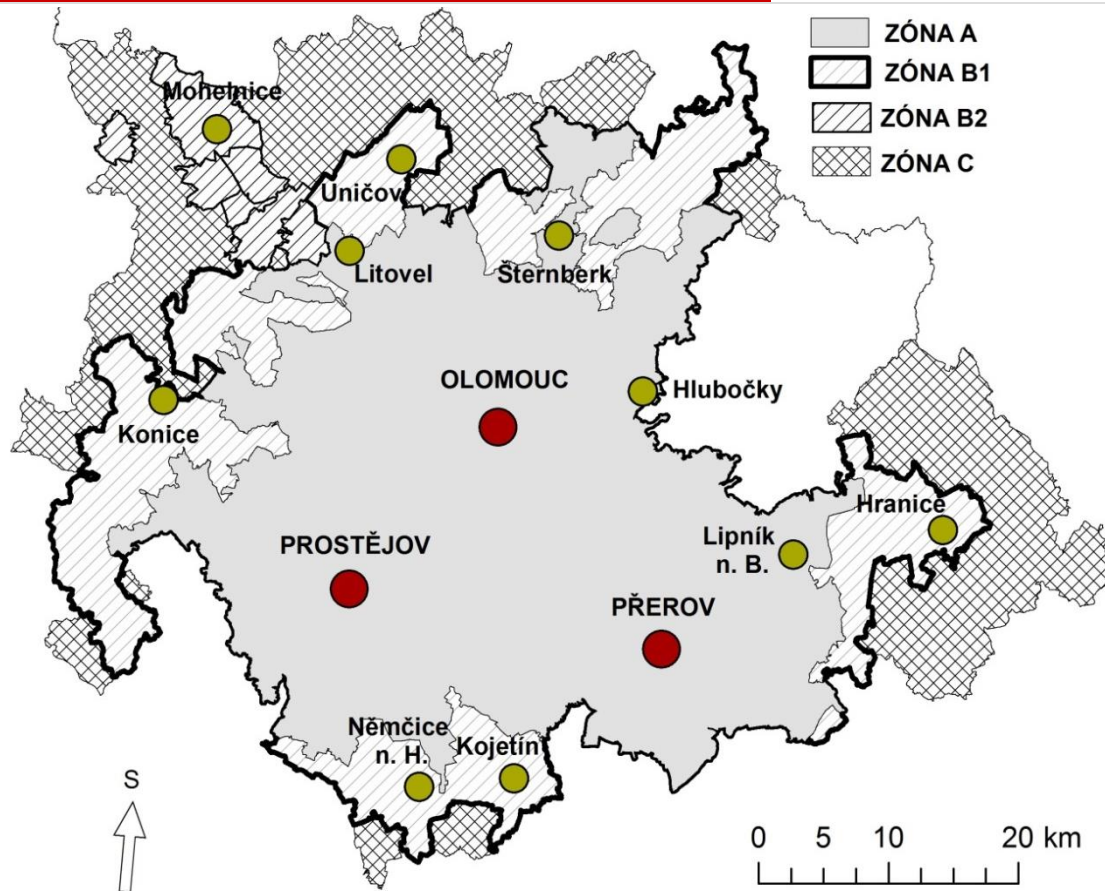 ZÓNA A
ZÓNA B1
ZÓNA B2
ZÓNA C
Mohelnice
Uničov
Litovel
Šternberk
OLOMOUC
Hlubočky
Konice
Hranice
Lipník
n. B.
PROSTĚJOV
PŘEROV
Němčice
n. H.
Kojetín
S
0 5 10 20 km